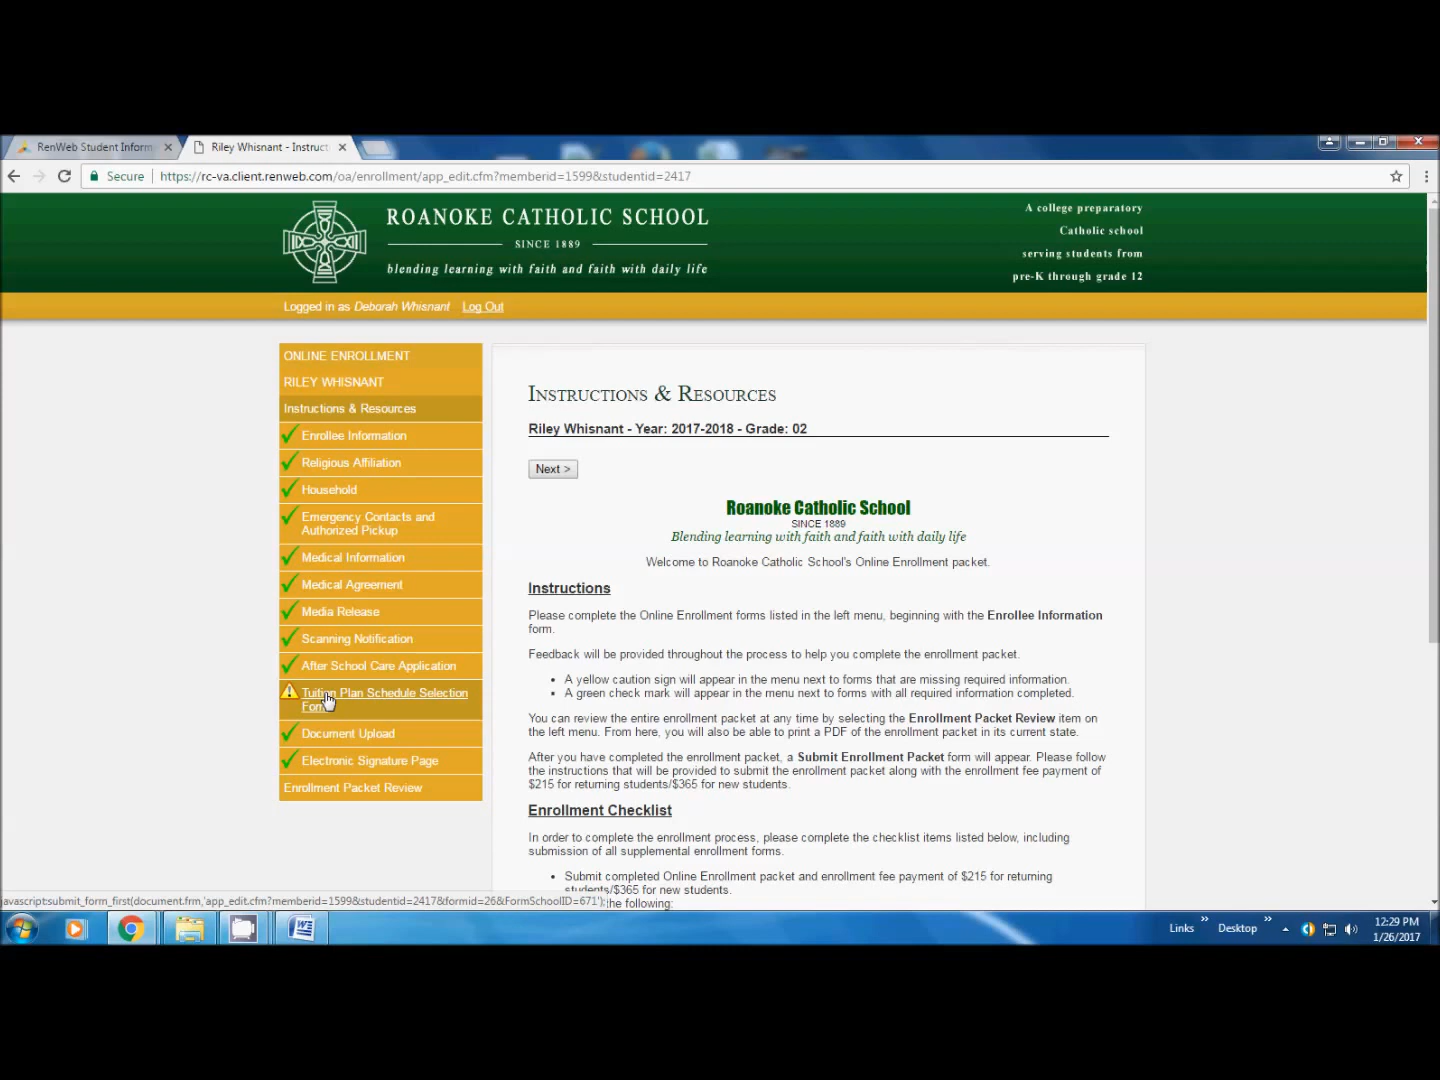 RenWeb Student Inform
Riley Whisnant - Instruct
Secure https://rc-va.client.renweb.com/oa/enrollment/app_edit.cfm?memberid=1599&studentid=2417
ROANOKE CATHOLIC SCHOOL
SINCE 1889
blending learning with faith and faith with daily life
A college preparatory
Catholic school
serving students from
pre-K through grade 12
Logged in as Deborah Whisnant Log Out
ONLINE ENROLLMENT
RILEY WHISNANT
Instructions & Resources
Enrollee Information
Religious Affiliation
Household
Emergency Contacts and
Authorized Pickup
Medical Information
Medical Agreement
Media Release
Scanning Notification
After School Care Application
Tuition Plan Schedule Selection
Form
Document Upload
Electronic Signature Page
Enrollment Packet Review
INSTRUCTIONS & RESOURCES
Riley Whisnant - Year: 2017-2018 - Grade: 02
Next >
Roanoke Catholic School
SINCE 1889
Blending learning with faith and faith with daily life
Welcome to Roanoke Catholic School's Online Enrollment packet.
Instructions
Please complete the Online Enrollment forms listed in the left menu, beginning with the Enrollee Information
form.
Feedback will be provided throughout the process to help you complete the enrollment packet.
• A yellow caution sign will appear in the menu next to forms that are missing required information.
• A green check mark will appear in the menu next to forms with all required information completed.
You can review the entire enrollment packet at any time by selecting the Enrollment Packet Review item on
the left menu. From here, you will also be able to print a PDF of the enrollment packet in its current state.
After you have completed the enrollment packet, a Submit Enrollment Packet form will appear. Please follow
the instructions that will be provided to submit the enrollment packet along with the enrollment fee payment of
$215 for returning students/$365 for new students.
Enrollment Checklist
In order to complete the enrollment process, please complete the checklist items listed below, including
submission of all supplemental enrollment forms.
• Submit completed Online Enrollment packet and enrollment fee payment of $215 for returning
students/$365 for new students.
the following:
javascript:submit_form_first(document.frm,'app_edit.cfm?memberid=1599&studentid=2417&formid=26&FormSchoolID=671');
Links
Desktop
12:29 PM
1/26/2017